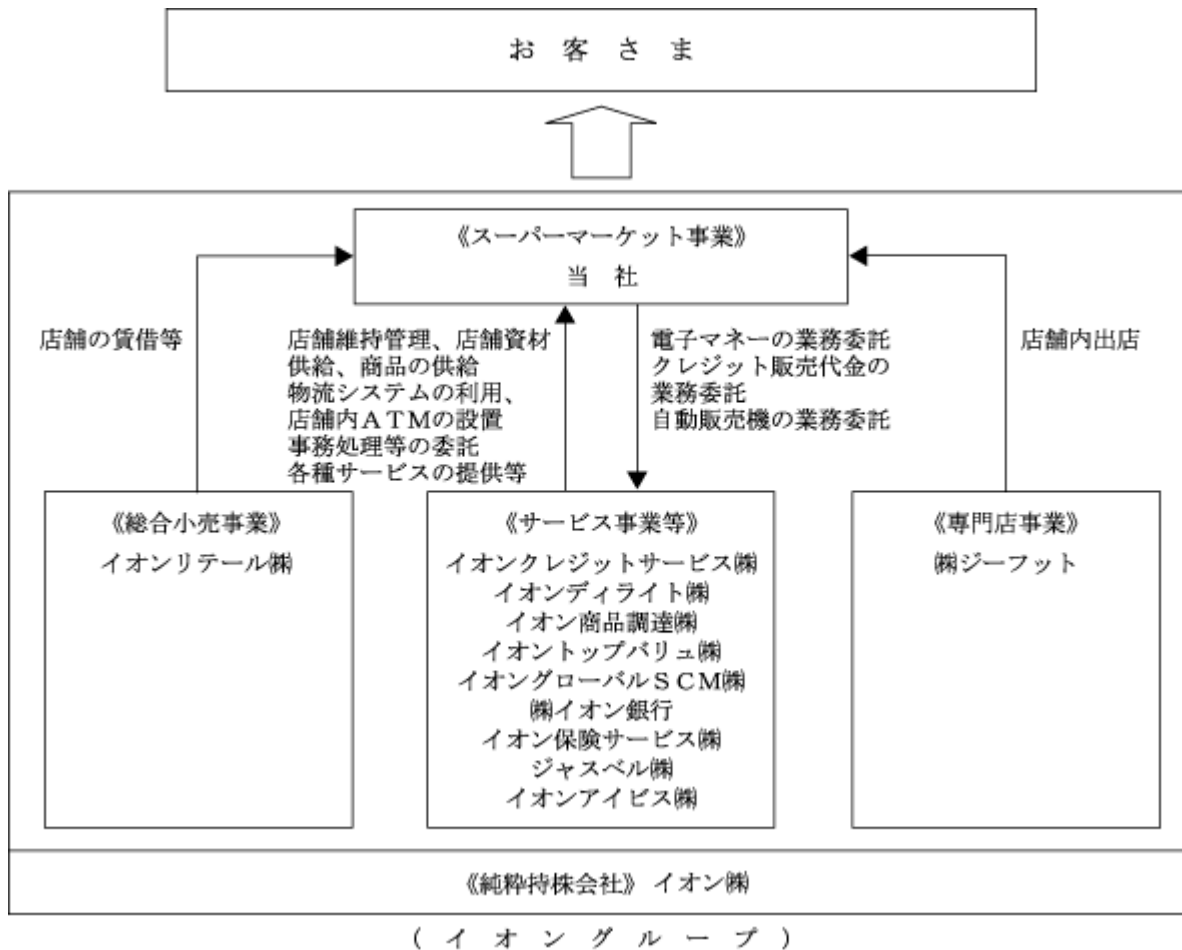 お客さま
《スーパーマーケット事業》
当社
店舗の賃借等
店舗維持管理、店舗資材
供給、商品の供給
物流システムの利用、
店舗内ＡＴＭの設置
事務処理等の委託
各種サービスの提供等
電子マネーの業務委託
クレジット販売代金の
業務委託
自動販売機の業務委託
店舗内出店
《総合小売事業》
イオンリテール㈱
《サービス事業等》
イオンクレジットサービス㈱
イオンディライト㈱
イオン商品調達㈱
イオントップバリュ㈱
イオングローバルＳＣＭ㈱
㈱イオン銀行
イオン保険サービス㈱
ジャスベル㈱
イオンアイビス㈱
《専門店事業》
㈱ジーフット
《純粋持株会社》イオン㈱
(イオングループ)